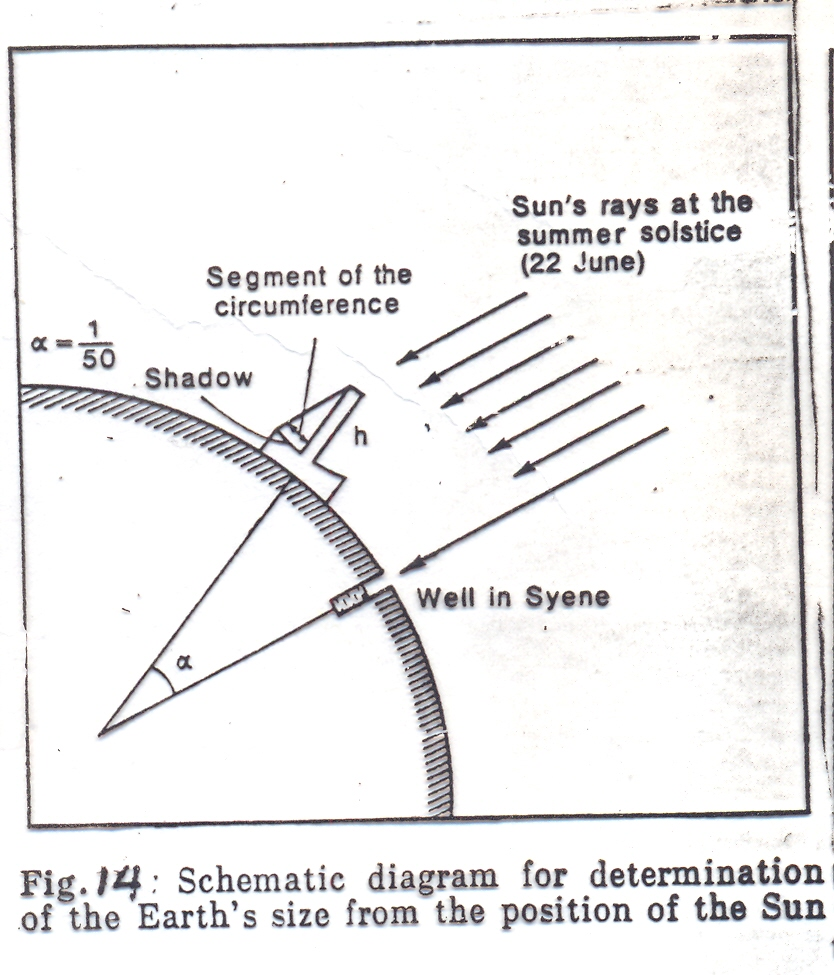 Sun's rays at the
summer solstice
(22 June)
Segment of the
circumference
α = 1/50
Shadow
h
Well in Syene
α
Fig. 14: Schematic diagram for determination
of the Earth's size from the position of the Sun